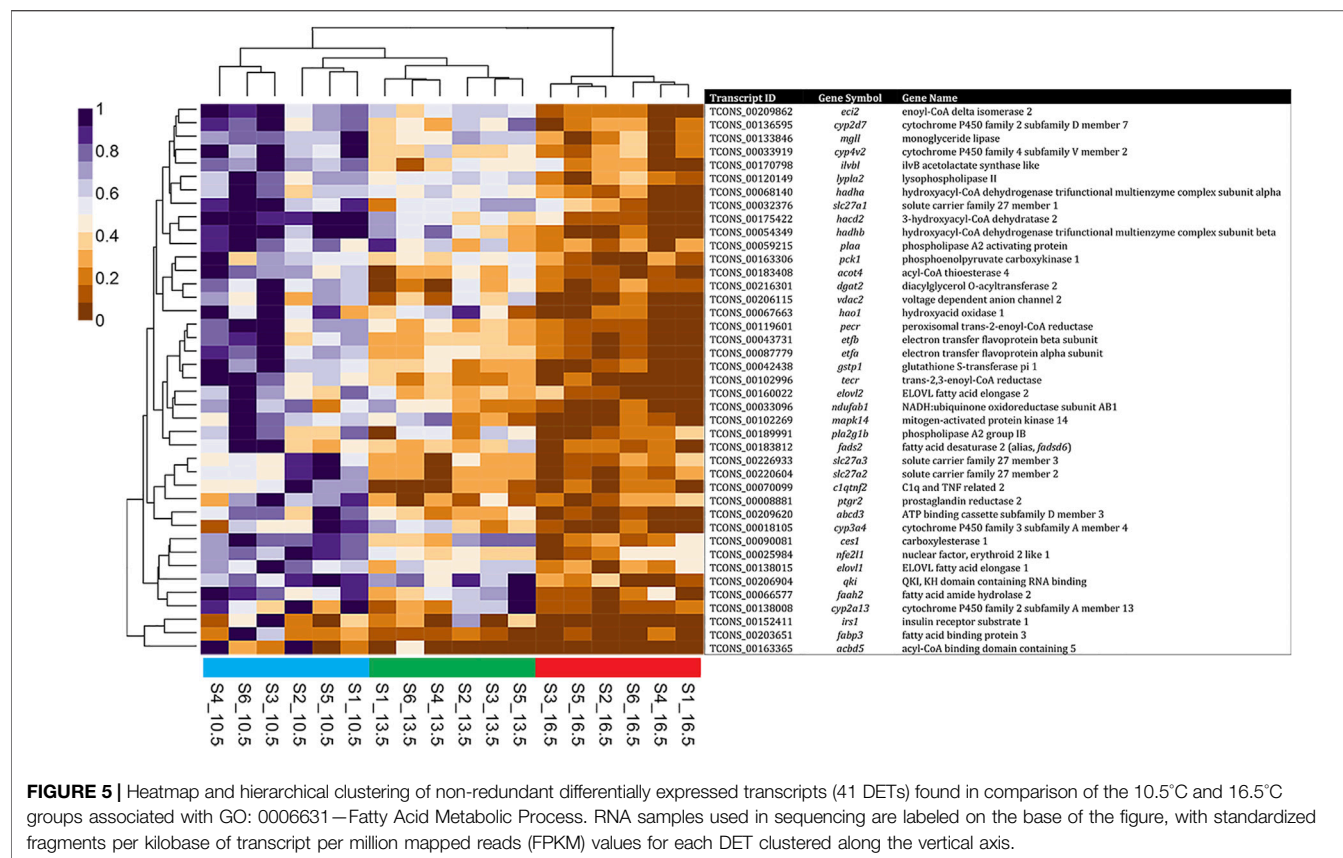 1
0.8
0.6
0.4
0.2
0
Transcript ID Gene Symbol Gene Name
TCONS_00209862 eci2 enoyl-CoA delta isomerase 2
TCONS_00136595 cyp2d7 cytochrome P450 family 2 subfamily D member 7
TCONS_00133846 mgll monoglyceride lipase
TCONS_00033919 cyp4v2 cytochrome P450 family 4 subfamily V member 2
TCONS_00170798 ilvbl ilvB acetolactate synthase like
TCONS_00120149 lypla2 lysophospholipase II
TCONS_00068140 hadha hydroxyacyl-CoA dehydrogenase trifunctional multienzyme complex subunit alpha
TCONS_00032376 slc27a1 solute carrier family 27 member 1
TCONS_00175422 hacd2 3-hydroxyacyl-CoA dehydratase 2
TCONS_00054349 hadhb hydroxyacyl-CoA dehydrogenase trifunctional multienzyme complex subunit beta
TCONS_00059215 plaa phospholipase A2 activating protein
TCONS_00163306 pck1 phosphoenolpyruvate carboxykinase 1
TCONS_00183408 acot4 acyl-CoA thioesterase 4
TCONS_00216301 dgat2 diacylglycerol O-acyltransferase 2
TCONS_00206115 vdac2 voltage dependent anion channel 2
TCONS_00067663 hao1 hydroxyacid oxidase 1
TCONS_00119601 pecr peroxisomal trans-2-enoyl-CoA reductase
TCONS_00043731 etfb electron transfer flavoprotein beta subunit
TCONS_00087779 etfa electron transfer flavoprotein alpha subunit
TCONS_00042438 gstp1 glutathione S-transferase pi 1
TCONS_00102996 tecr trans-2,3-enoyl-CoA reductase
TCONS_00160022 elovl2 ELOVL fatty acid elongase 2
TCONS_00033096 ndufab1 NADH:ubiquinone oxidoreductase subunit AB1
TCONS_00102269 mapk14 mitogen-activated protein kinase 14
TCONS_00189991 pla2g1b phospholipase A2 group IB
TCONS_00183812 fads2 fatty acid desaturase 2 (alias, fadsd6)
TCONS_00226933 slc27a3 solute carrier family 27 member 3
TCONS_00220604 slc27a2 solute carrier family 27 member 2
TCONS_00070099 c1qtnf2 C1q and TNF related 2
TCONS_00008881 ptgr2 prostaglandin reductase 2
TCONS_00209620 abcd3 ATP binding cassette subfamily D member 3
TCONS_00018105 cyp3a4 cytochrome P450 family 3 subfamily A member 4
TCONS_00090081 ces1 carboxylesterase 1
TCONS_00025984 nfe2l1 nuclear factor, erythroid 2 like 1
TCONS_00138015 elovl1 ELOVL fatty acid elongase 1
TCONS_00206904 qki QKI, KH domain containing RNA binding
TCONS_00066577 faah2 fatty acid amide hydrolase 2
TCONS_00138008 cyp2a13 cytochrome P450 family 2 subfamily A member 13
TCONS_00152411 irs1 insulin receptor substrate 1
TCONS_00203651 fabp3 fatty acid binding protein 3
TCONS_00163365 acbd5 acyl-CoA binding domain containing 5
S4_10.5
S6_10.5
S3_10.5
S2_10.5
S5_10.5
S1_10.5
S1_13.5
S6_13.5
S4_13.5
S2_13.5
S3_13.5
S5_13.5
S3_16.5
S5_16.5
S2_16.5
S6_16.5
S4_16.5
S1_16.5
FIGURE 5 | Heatmap and hierarchical clustering of non-redundant differentially expressed transcripts (41 DETs) found in comparison of the 10.5°C and 16.5°C
groups associated with GO: 0006631—Fatty Acid Metabolic Process. RNA samples used in sequencing are labeled on the base of the figure, with standardized
fragments per kilobase of transcript per million mapped reads (FPKM) values for each DET clustered along the vertical axis.